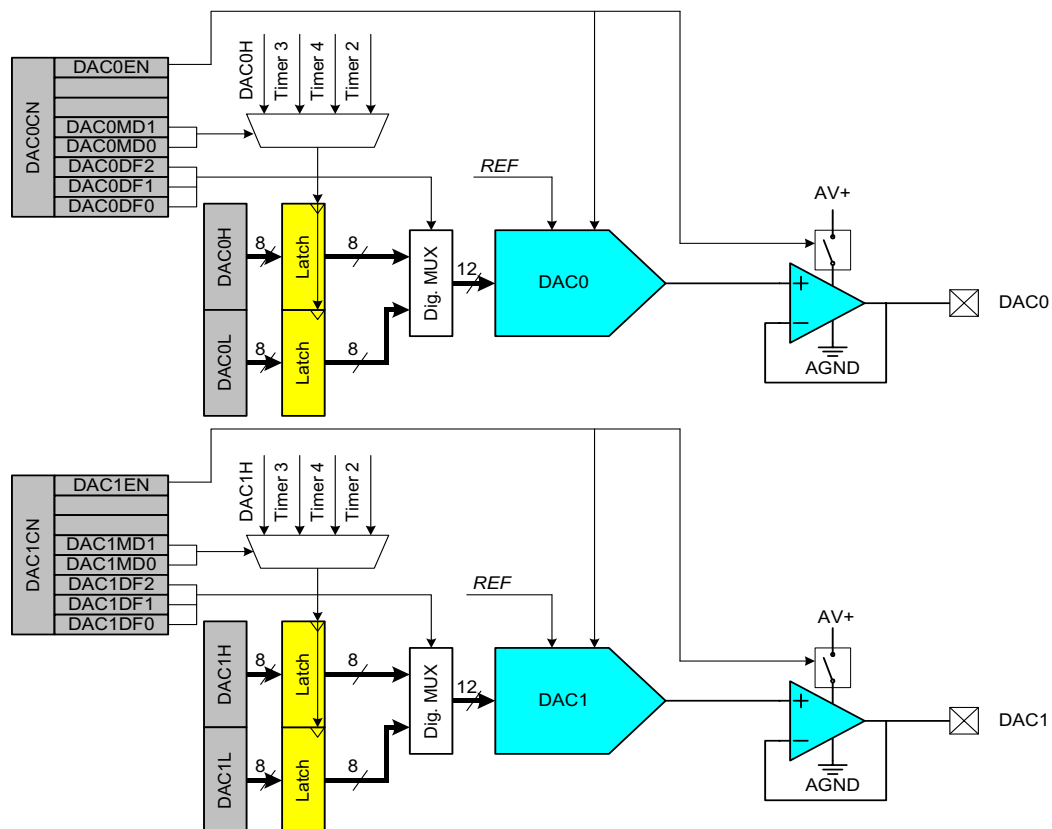 DAC0CN
DAC0EN
DAC0MD1
DAC0MD0
DAC0DF2
DAC0DF1
DAC0DF0
DAC0H
Timer 3
Timer 4
Timer 2
REF
AV+
DAC0H
8
Latch
8
Dig. MUX
12
DAC0
+
−
DAC0
DAC0L
8
Latch
8
AGND
DAC1CN
DAC1EN
DAC1MD1
DAC1MD0
DAC1DF2
DAC1DF1
DAC1DF0
DAC1H
Timer 3
Timer 4
Timer 2
REF
AV+
DAC1H
8
Latch
8
Dig. MUX
12
DAC1
+
−
DAC1
DAC1L
8
Latch
8
AGND